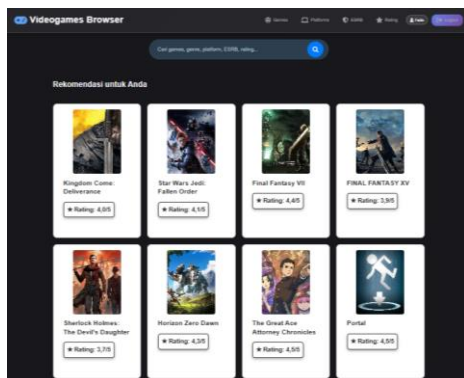 Videogames Browser
Games
Platforms
ESRB
Rating
Cari games, genre, platform, ESRB, rating...
Rekomendasi untuk Anda
Kingdom Come:
Deliverance
★ Rating: 4,0/5
Star Wars Jedi:
Fallen Order
★ Rating: 4,1/5
Final Fantasy VII
★ Rating: 4,4/5
FINAL FANTASY XV
★ Rating: 3,9/5
Sherlock Holmes:
The Devil's Daughter
★ Rating: 3,7/5
Horizon Zero Dawn
★ Rating: 4,3/5
The Great Ace
Attorney Chronicles
★ Rating: 4,5/5
Portal
★ Rating: 4,5/5